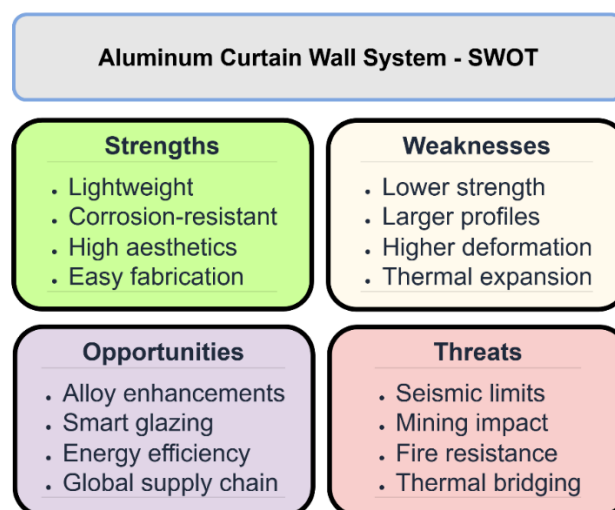 Aluminum Curtain Wall System - SWOT
Strengths
• Lightweight
• Corrosion-resistant
• High aesthetics
• Easy fabrication
Weaknesses
• Lower strength
• Larger profiles
• Higher deformation
• Thermal expansion
Opportunities
• Alloy enhancements
• Smart glazing
• Energy efficiency
• Global supply chain
Threats
• Seismic limits
• Mining impact
• Fire resistance
• Thermal bridging